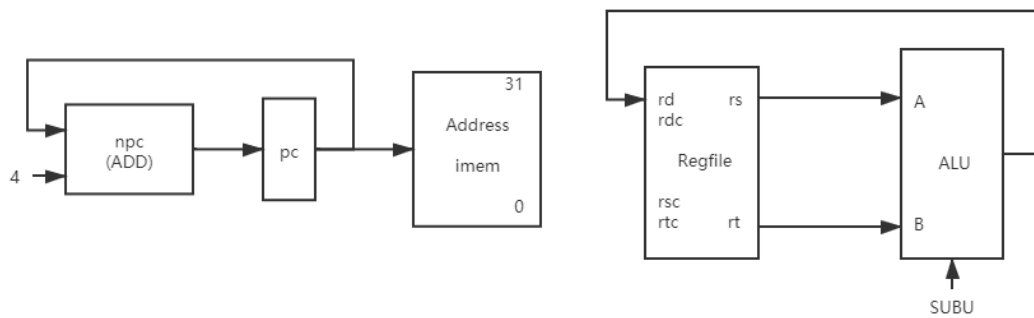 npc
(ADD)
4
pc
31
Address
imem
0
rd rs
rdc
Regfile
rsc
rtc rt
A
ALU
B
SUBU